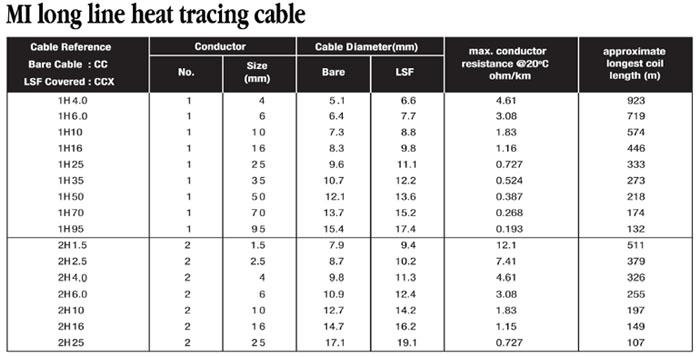 MI long line heat tracing cable
Cable Reference Conductor Cable Diameter(mm) max. conductor resistance @20ºC ohm/km approximate longest coil length (m)
Bare Cable : CC No. Size (mm) Bare LSF
LSF Covered : CCX
1H4.0 1 4 5.1 6.6 4.61 923
1H6.0 1 6 6.4 7.7 3.08 719
1H10 1 10 7.3 8.8 1.83 574
1H16 1 16 8.3 9.8 1.16 446
1H25 1 25 9.6 11.1 0.727 333
1H35 1 35 10.7 12.2 0.524 273
1H50 1 50 12.1 13.6 0.387 218
1H70 1 70 13.7 15.2 0.268 174
1H95 1 95 15.4 17.4 0.193 132
2H1.5 2 1.5 7.9 9.4 12.1 511
2H2.5 2 2.5 8.7 10.2 7.41 379
2H4.0 2 4 9.8 11.3 4.61 326
2H6.0 2 6 10.9 12.4 3.08 255
2H10 2 10 12.7 14.2 1.83 197
2H16 2 16 14.7 16.2 1.15 149
2H25 2 25 17.1 19.1 0.727 107